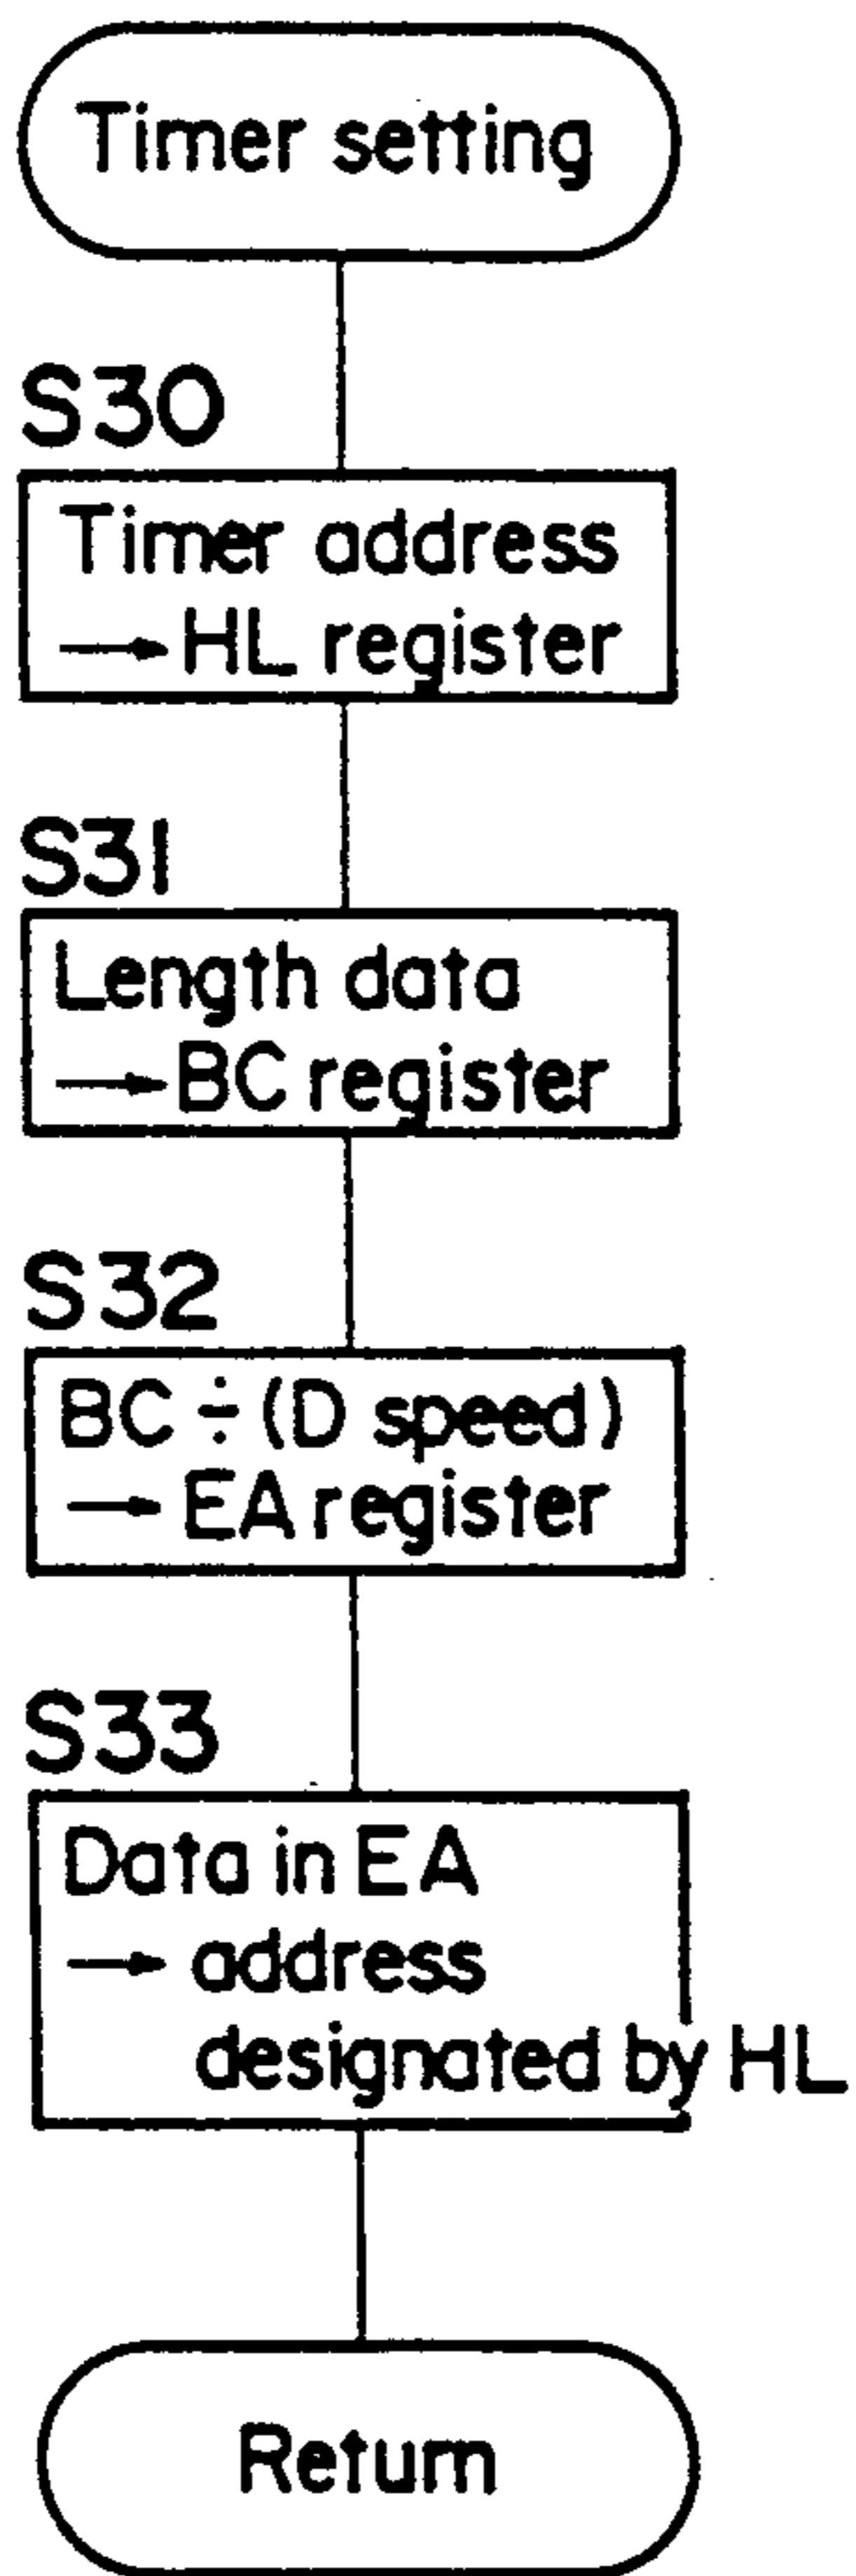 Timer setting
S30
Timer address
→ HL register
S31
Length data
→ BC register
S32
BC ÷ (D speed)
→ EA register
S33
Data in EA
→ address
designated by HL
Return